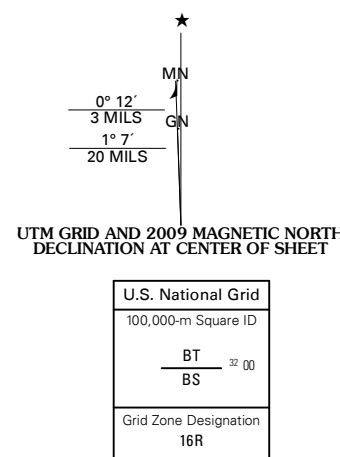 ★
MN
0° 12´
3 MILS
GN
1° 7´
20 MILS
UTM GRID AND 2009 MAGNETIC NORTH
DECLINATION AT CENTER OF SHEET
U.S. National Grid
100,000-m Square ID
BT
32 00
BS
Grid Zone Designation
16R